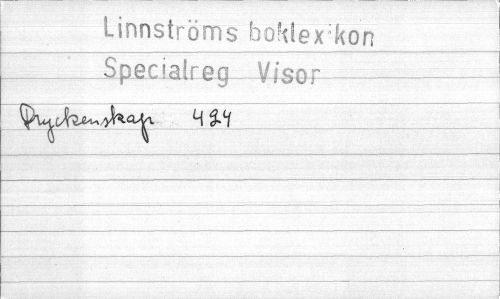 Linnströms boklexikon
Specialreg Visor
Dryckenskap 424